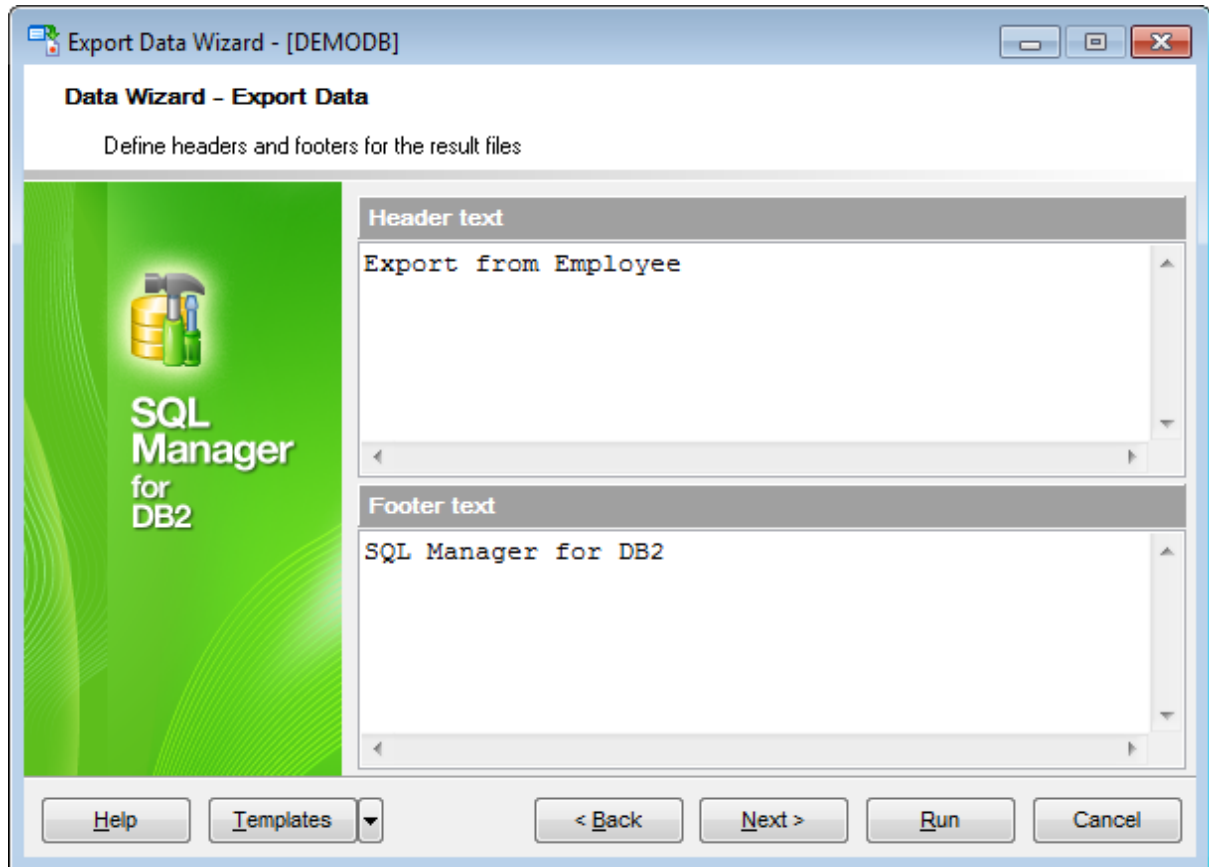 Export Data Wizard - [DEMODB]
Data Wizard - Export Data
Define headers and footers for the result files
SQL
Manager
for
DB2
Header text
Export from Employee
Footer text
SQL Manager for DB2
Help Templates < Back Next > Run Cancel